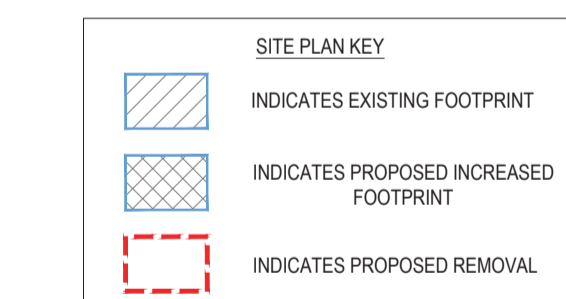 SITE PLAN KEY
INDICATES EXISTING FOOTPRINT
INDICATES PROPOSED INCREASED
FOOTPRINT
INDICATES PROPOSED REMOVAL